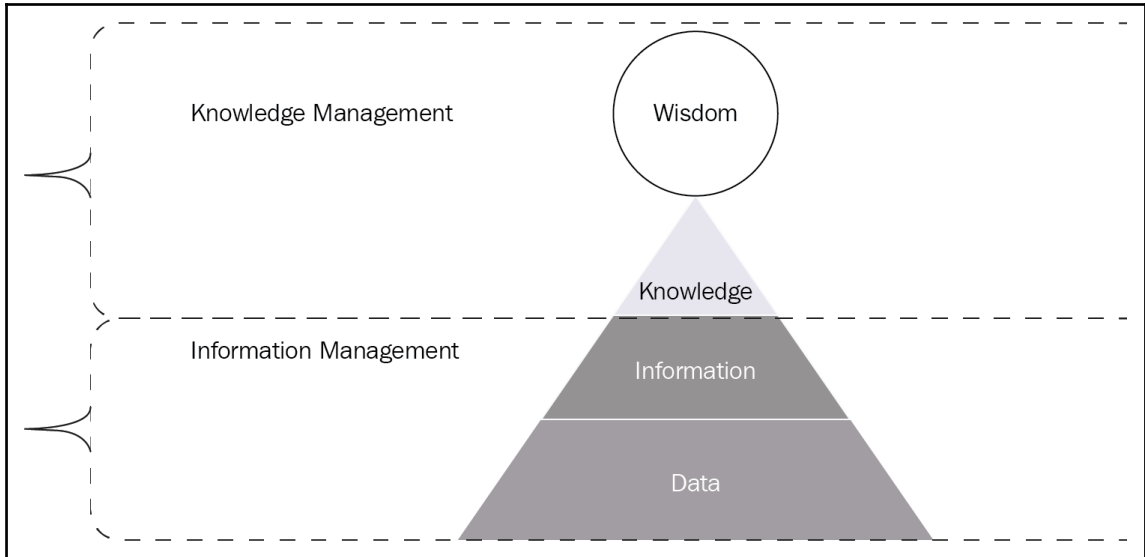 Knowledge Management
Wisdom
Knowledge
Information Management
Information
Data